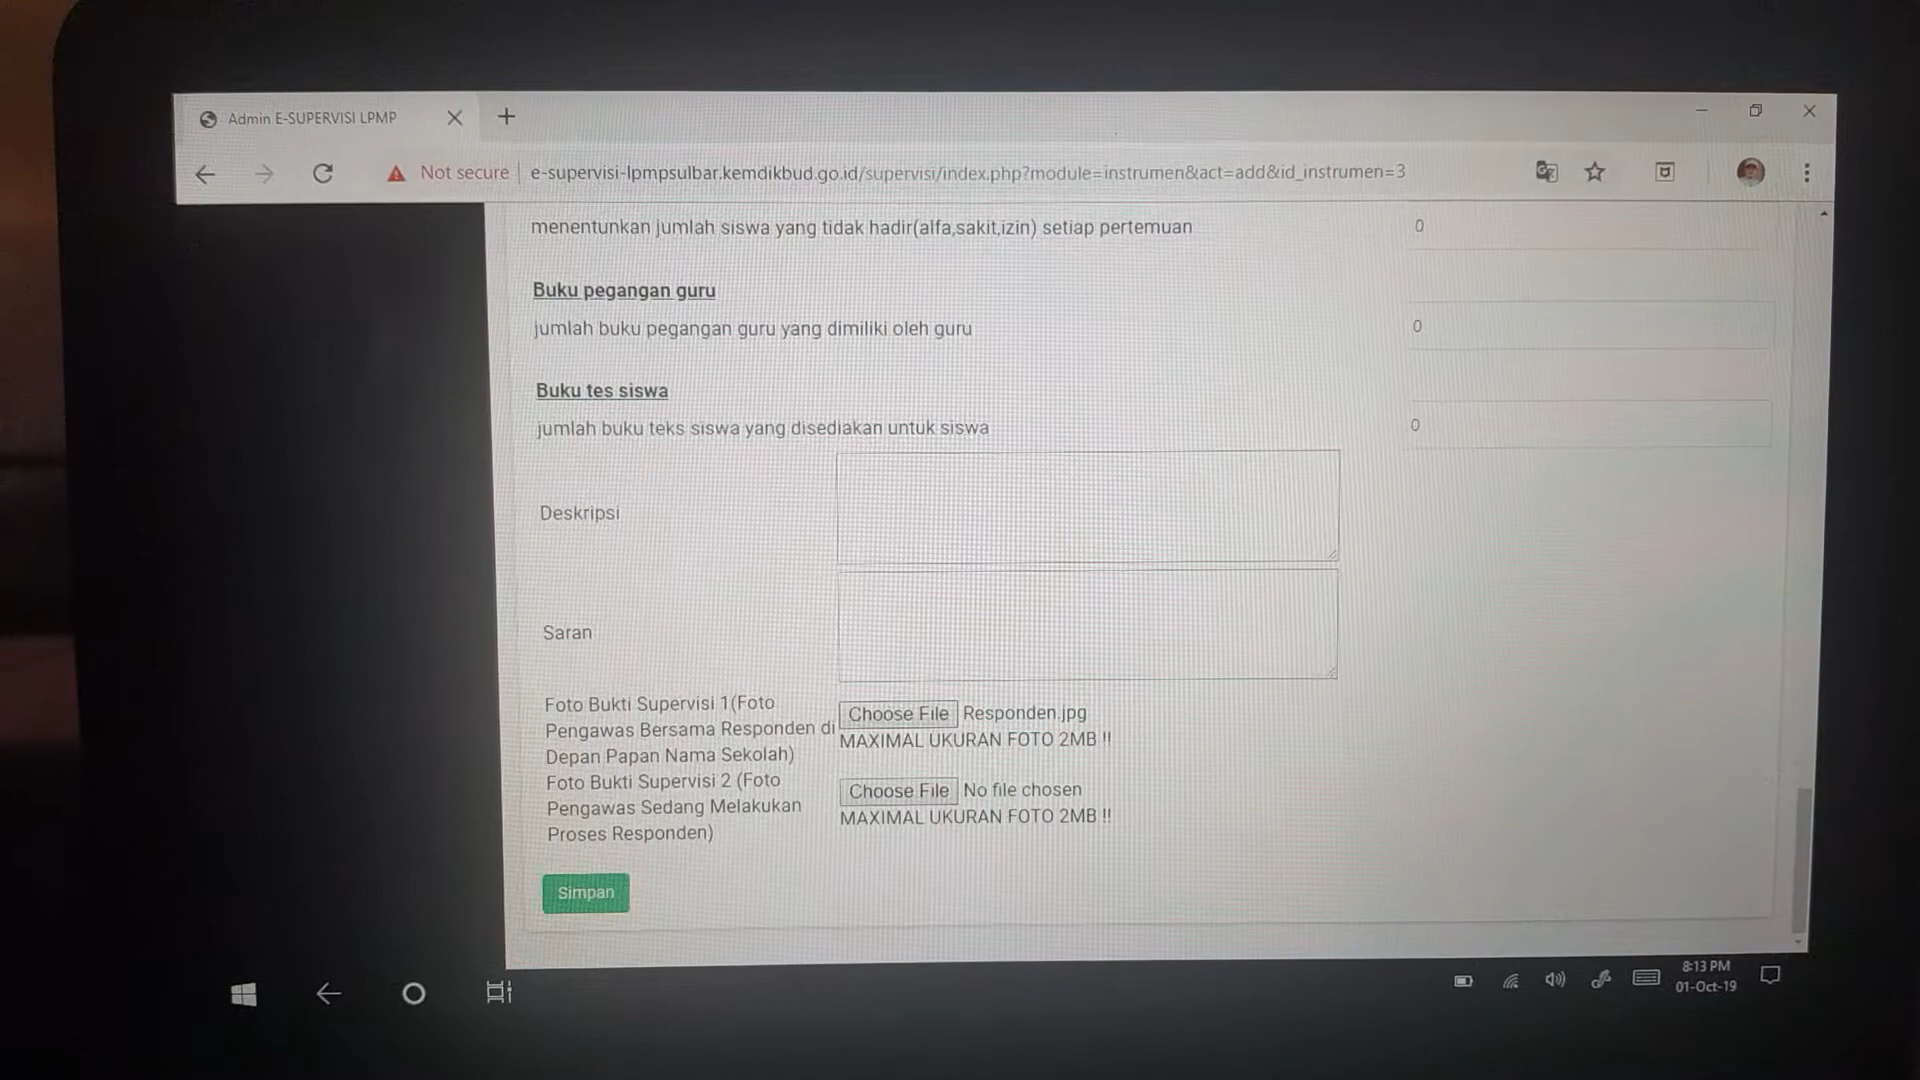 Admin E-SUPERVISI LPMP
Not secure
e-supervisi-lpmpsulbar.kemdikbud.go.id/supervisi/index.php?module=instrumen&act=add&id_instrumen=3
menentunkan jumlah siswa yang tidak hadir(alfa,sakit,izin) setiap pertemuan
0
Buku pegangan guru
jumlah buku pegangan guru yang dimiliki oleh guru
0
Buku tes siswa
jumlah buku teks siswa yang disediakan untuk siswa
0
Deskripsi
Saran
Foto Bukti Supervisi 1(Foto
Pengawas Bersama Responden di
Depan Papan Nama Sekolah)
Choose File Responden.jpg
MAXIMAL UKURAN FOTO 2MB !!
Foto Bukti Supervisi 2 (Foto
Pengawas Sedang Melakukan
Proses Responden)
Choose File No file chosen
MAXIMAL UKURAN FOTO 2MB !!
Simpan
8:13 PM
01-Oct-19